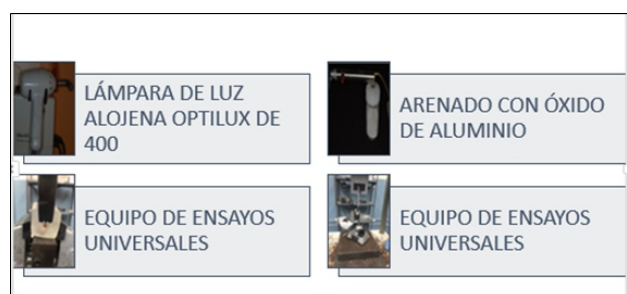 LÁMPARA DE LUZ
ALOJENA OPTILUX DE
400
ARENADO CON ÓXIDO
DE ALUMINIO
EQUIPO DE ENSAYOS
UNIVERSALES
EQUIPO DE ENSAYOS
UNIVERSALES